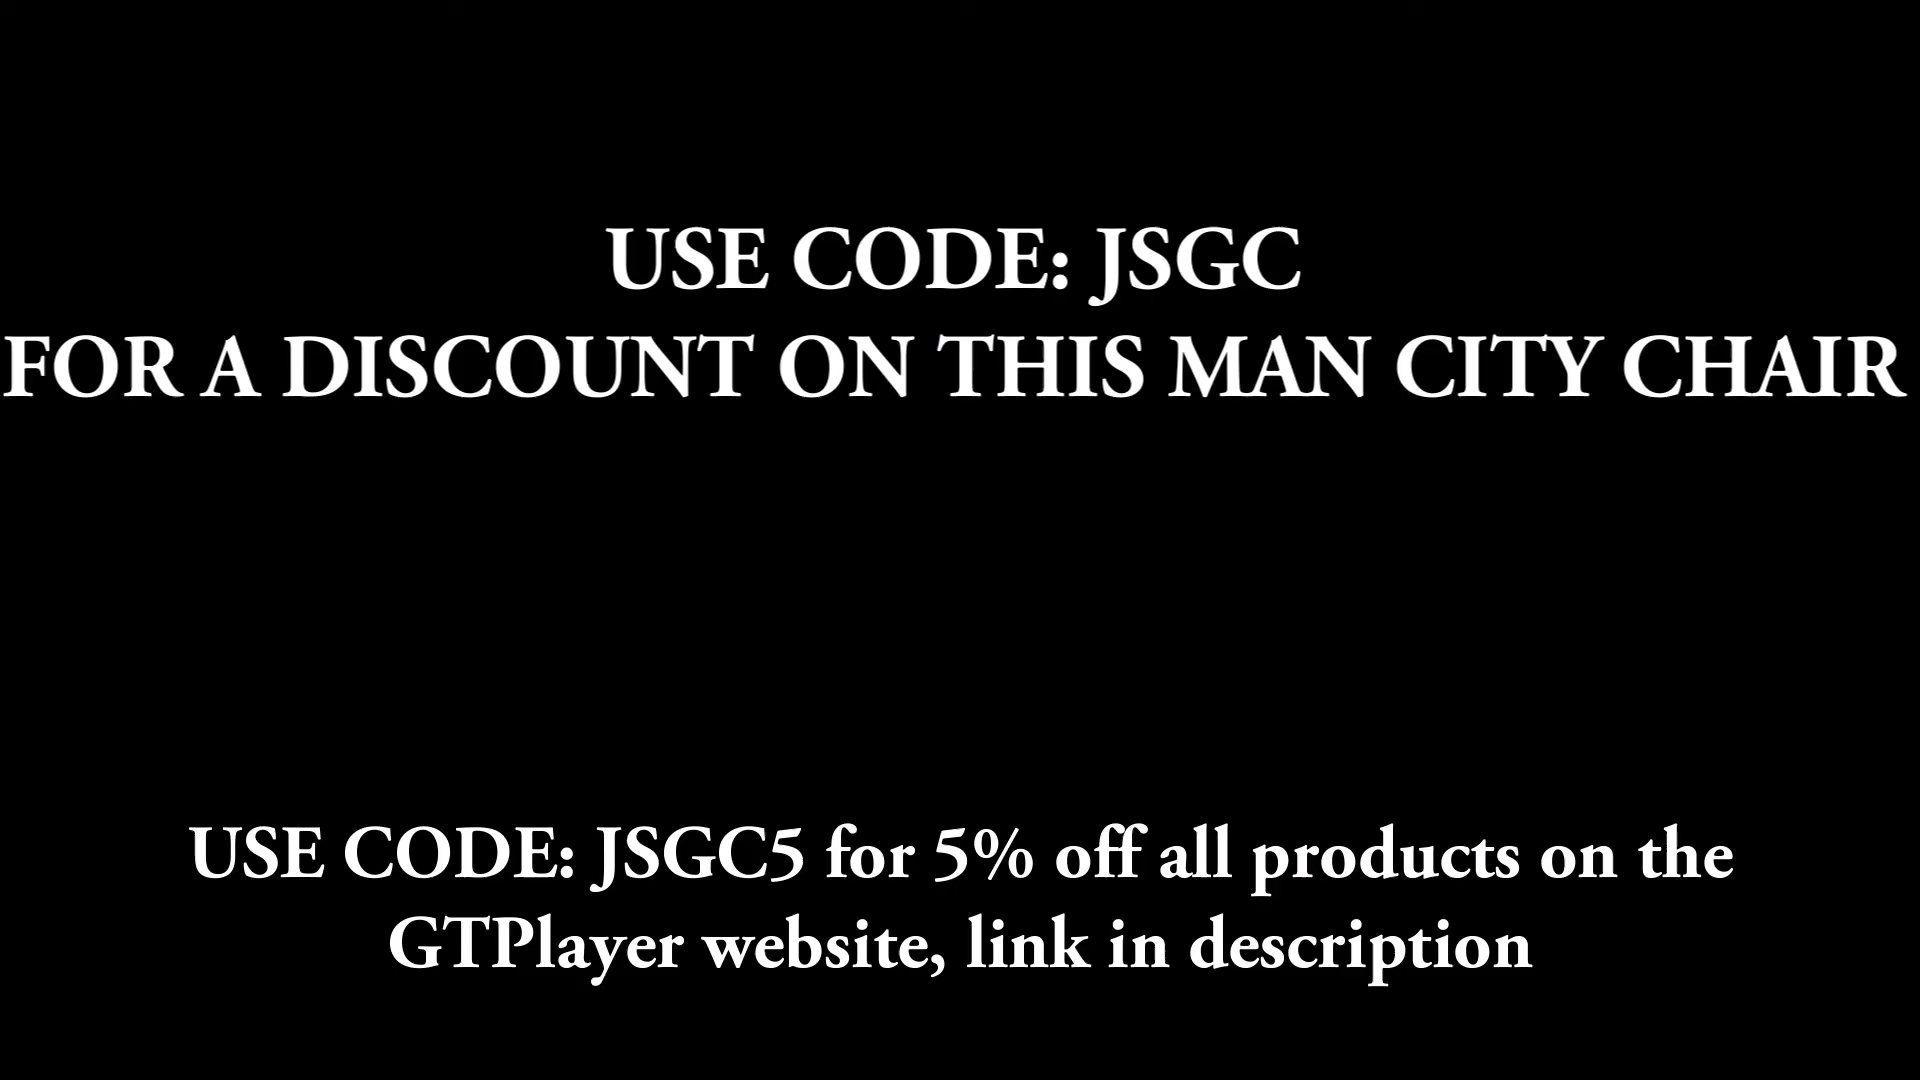 USE CODE: JSGC
FOR A DISCOUNT ON THIS MAN CITY CHAIR
USE CODE: JSGC5 for 5% off all products on the
GTPlayer website, link in description